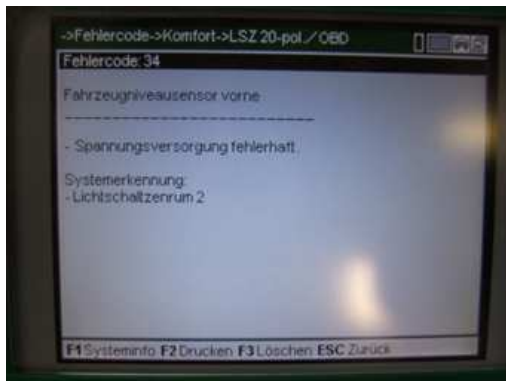 ->Fehlercode->Komfort->LSZ 20-pol./OBD
Fehlercode: 34
Fahrzeugniveausensor vorne
------------------------------
- Spannungsversorgung fehlerhaft.
Systemerkennung:
- Lichtschaltzenrum 2
F1 Systeminfo F2 Drucken F3 Löschen ESC Zurück